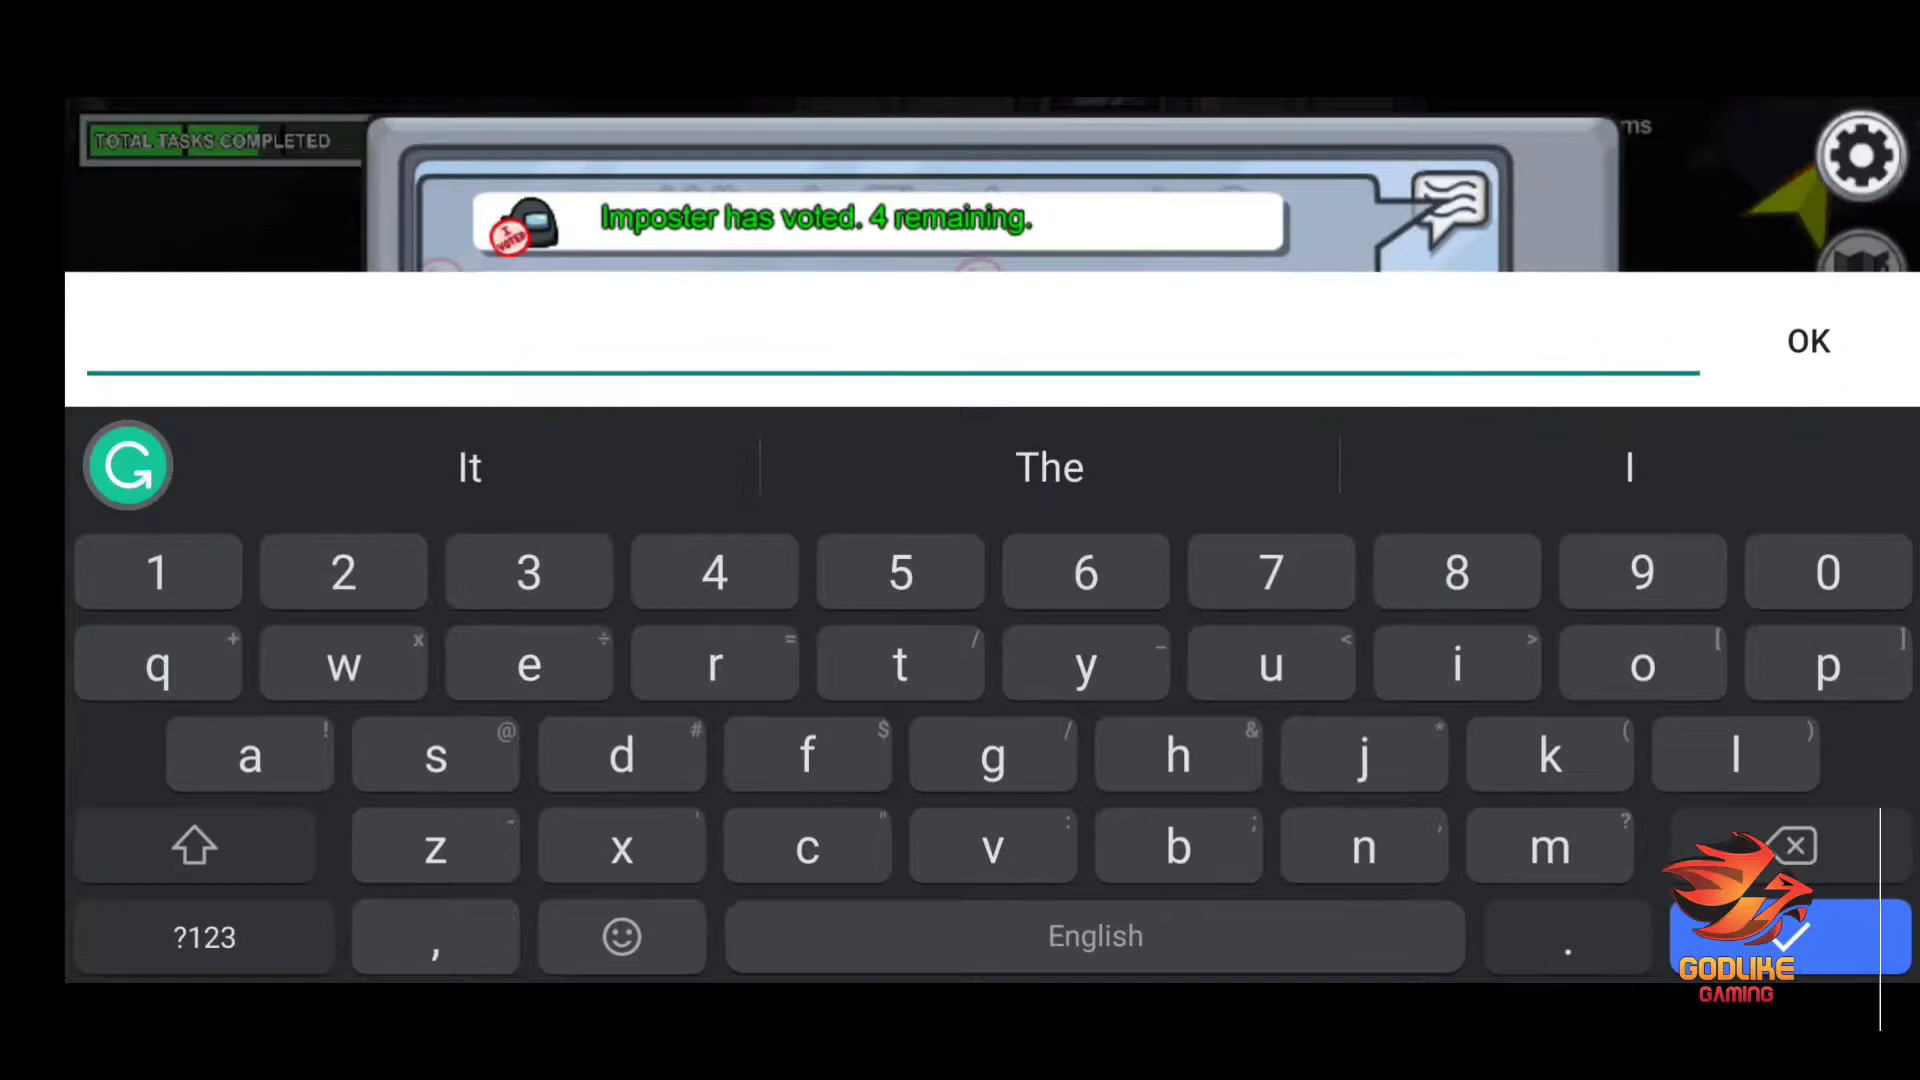 ms
TOTAL TASKS COMPLETED
Imposter has voted. 4 remaining.
I VOTED
OK
It The I
1 2 3 4 5 6 7 8 9 0
q + w x e ÷ r = t / y _ u < i > o [ p ]
a ! s @ d # f $ g / h & j * k ( l )
z - x ' c " v : b ; n , m ?
?123 , English .
GODLIKE
GAMING